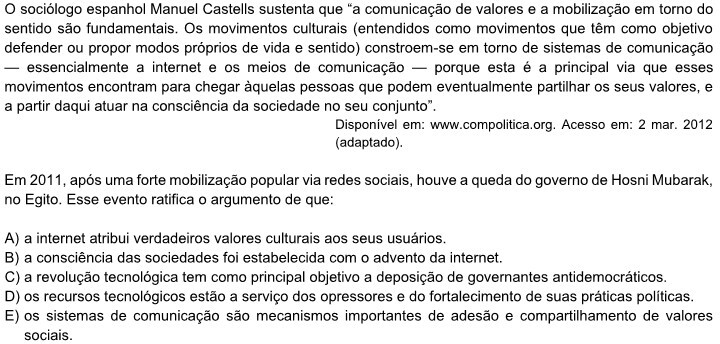 O sociólogo espanhol Manuel Castells sustenta que “a comunicação de valores e a mobilização em torno do
sentido são fundamentais. Os movimentos culturais (entendidos como movimentos que têm como objetivo
defender ou propor modos próprios de vida e sentido) constroem-se em torno de sistemas de comunicação
— essencialmente a internet e os meios de comunicação — porque esta é a principal via que esses
movimentos encontram para chegar àquelas pessoas que podem eventualmente partilhar os seus valores, e
a partir daqui atuar na consciência da sociedade no seu conjunto”.
Disponível em: www.compolitica.org. Acesso em: 2 mar. 2012
(adaptado).
Em 2011, após uma forte mobilização popular via redes sociais, houve a queda do governo de Hosni Mubarak,
no Egito. Esse evento ratifica o argumento de que:
A) a internet atribui verdadeiros valores culturais aos seus usuários.
B) a consciência das sociedades foi estabelecida com o advento da internet.
C) a revolução tecnológica tem como principal objetivo a deposição de governantes antidemocráticos.
D) os recursos tecnológicos estão a serviço dos opressores e do fortalecimento de suas práticas políticas.
E) os sistemas de comunicação são mecanismos importantes de adesão e compartilhamento de valores
sociais.